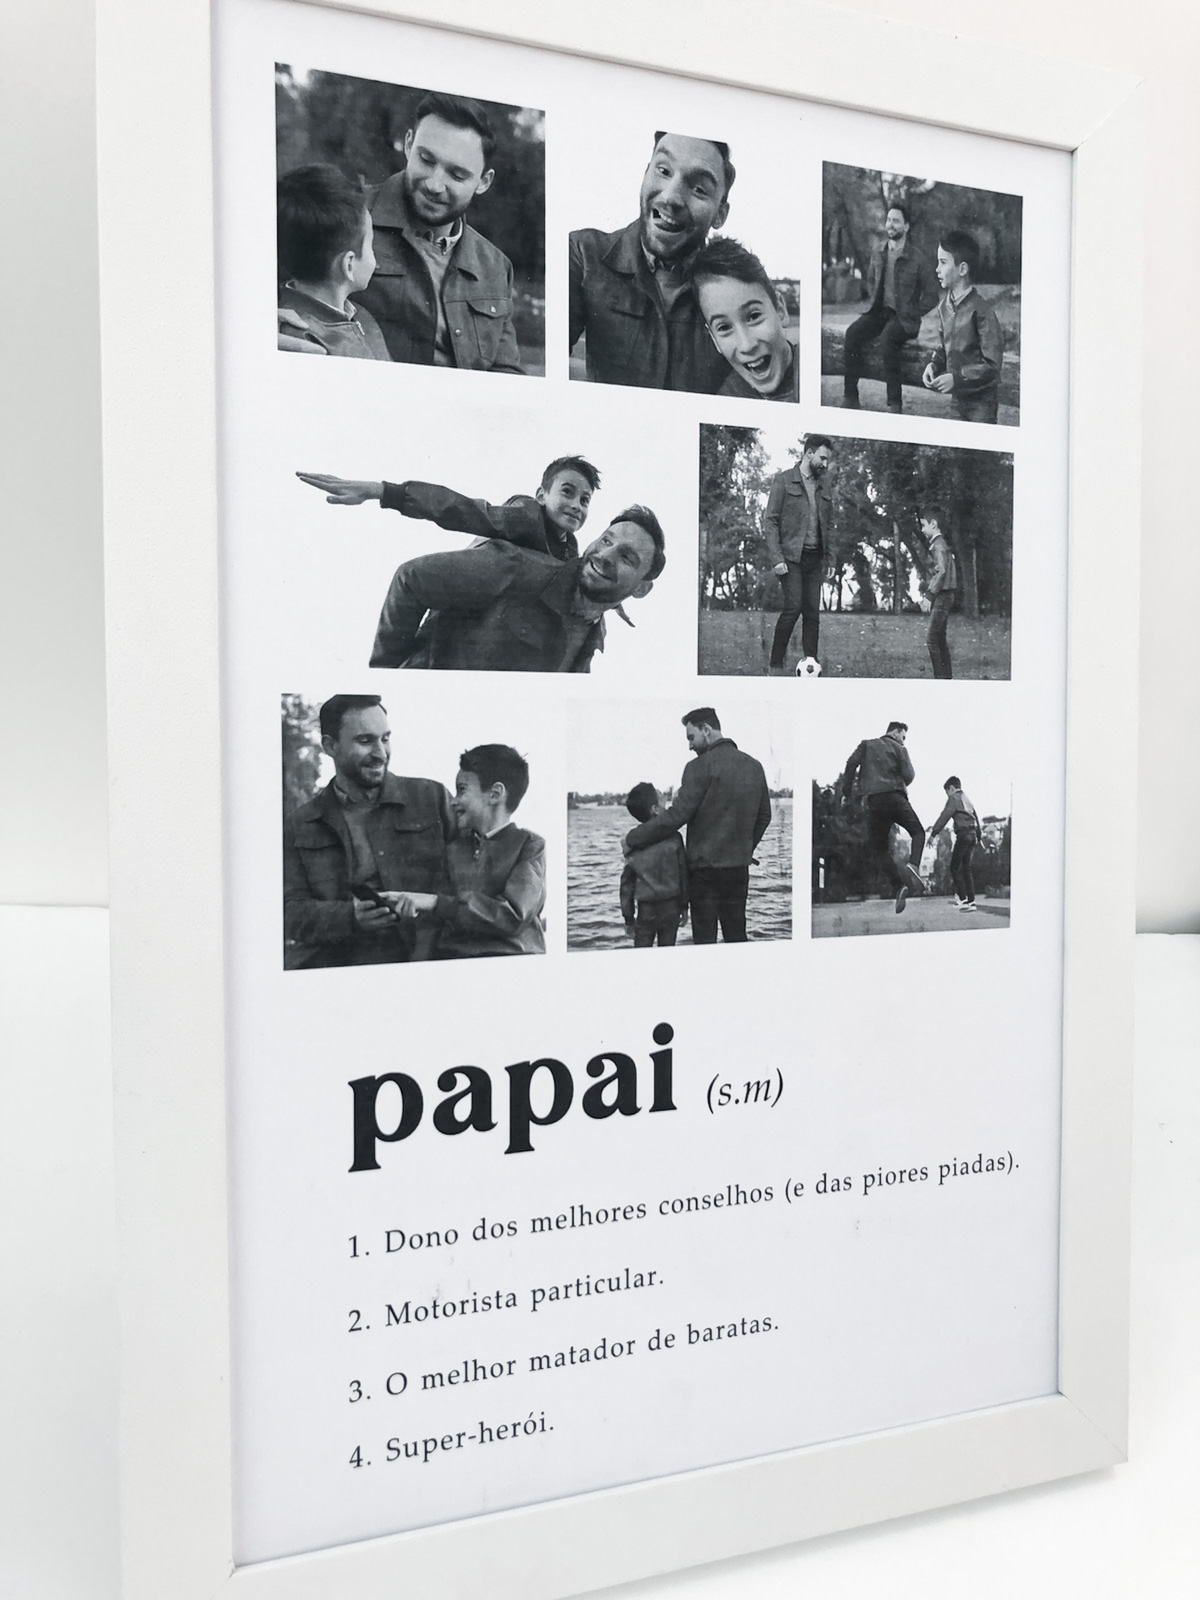 papai (s.m)
1. Dono dos melhores conselhos (e das piores piadas).
2. Motorista particular.
3. O melhor matador de baratas.
4. Super-herói.